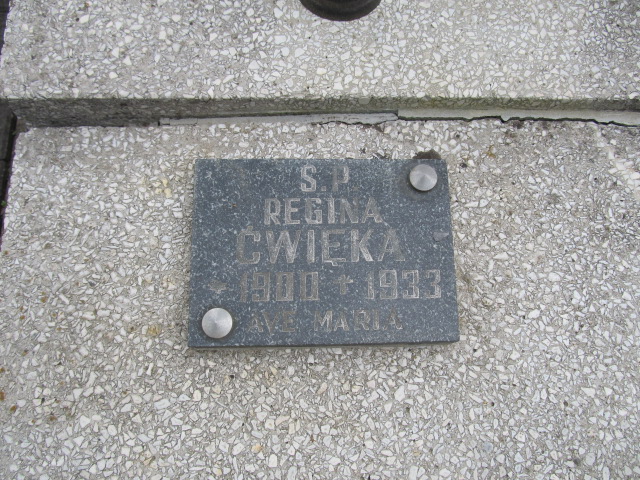 Ś.P.
REGINA
ĆWIĘKA
* 1900 + 1933
AVE MARIA